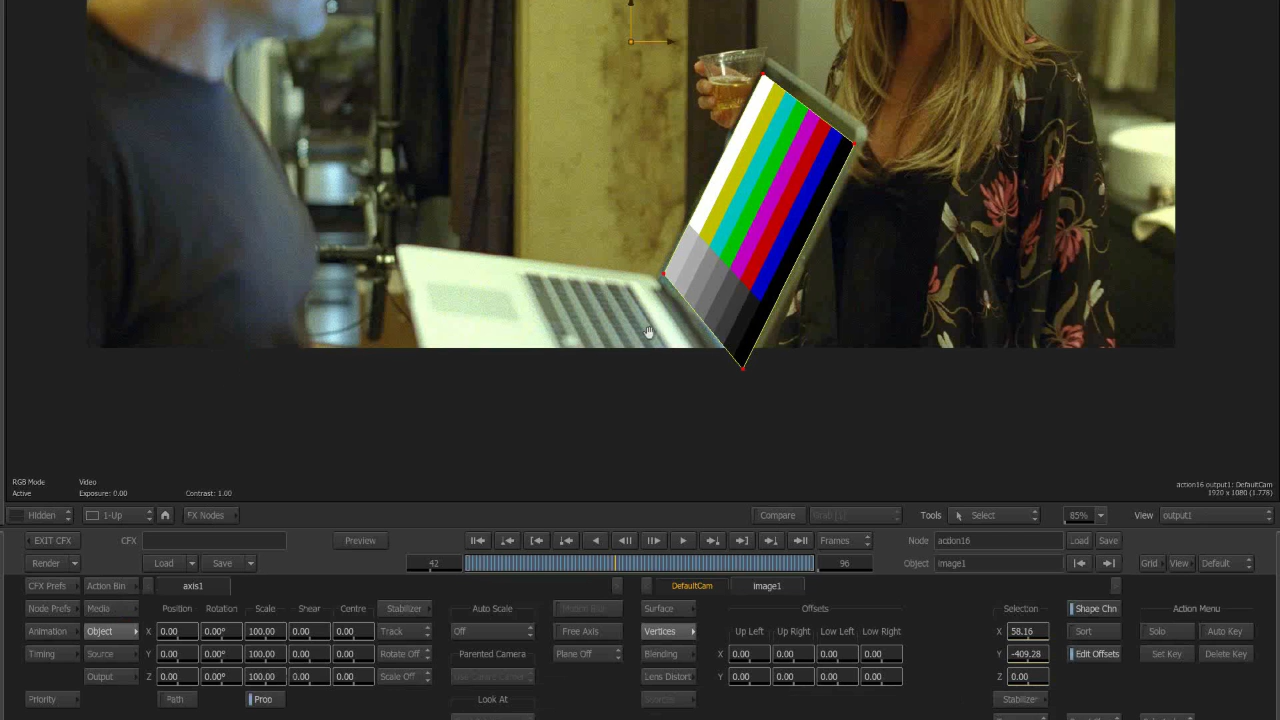 RGB Mode Video
Active Exposure: 0.00 Contrast: 1.00
action16 output1: DefaultCam
1920 x 1080 (1.778)
Hidden 1-Up FX Nodes Compare Tools Select 85% View output1
EXIT CFX CFX Preview Frames Node action16 Load Save
Render Load Save 42 96 Object image1 Grid View Default
CFX Prefs Action Bin axis1 DefaultCam image1
Node Prefs Media Position Rotation Scale Shear Centre Stabilizer Auto Scale Motion Blur Surface Offsets Selection Shape Chn Action Menu
Animation Object X 0.00 0.00° 100.00 0.00 0.00 Track Off Free Axis Vertices Up Left Up Right Low Left Low Right X 58.16 Sort Solo Auto Key
Timing Source Y 0.00 0.00° 100.00 0.00 0.00 Rotate Off Parented Camera Plane Off Blending X 0.00 0.00 0.00 0.00 Y -409.28 Edit Offsets Set Key Delete Key
Output Z 0.00 0.00° 100.00 0.00 0.00 Scale Off Lens Distort Y 0.00 0.00 0.00 0.00 Z 0.00
Priority Path Prop Look At Stabilizer